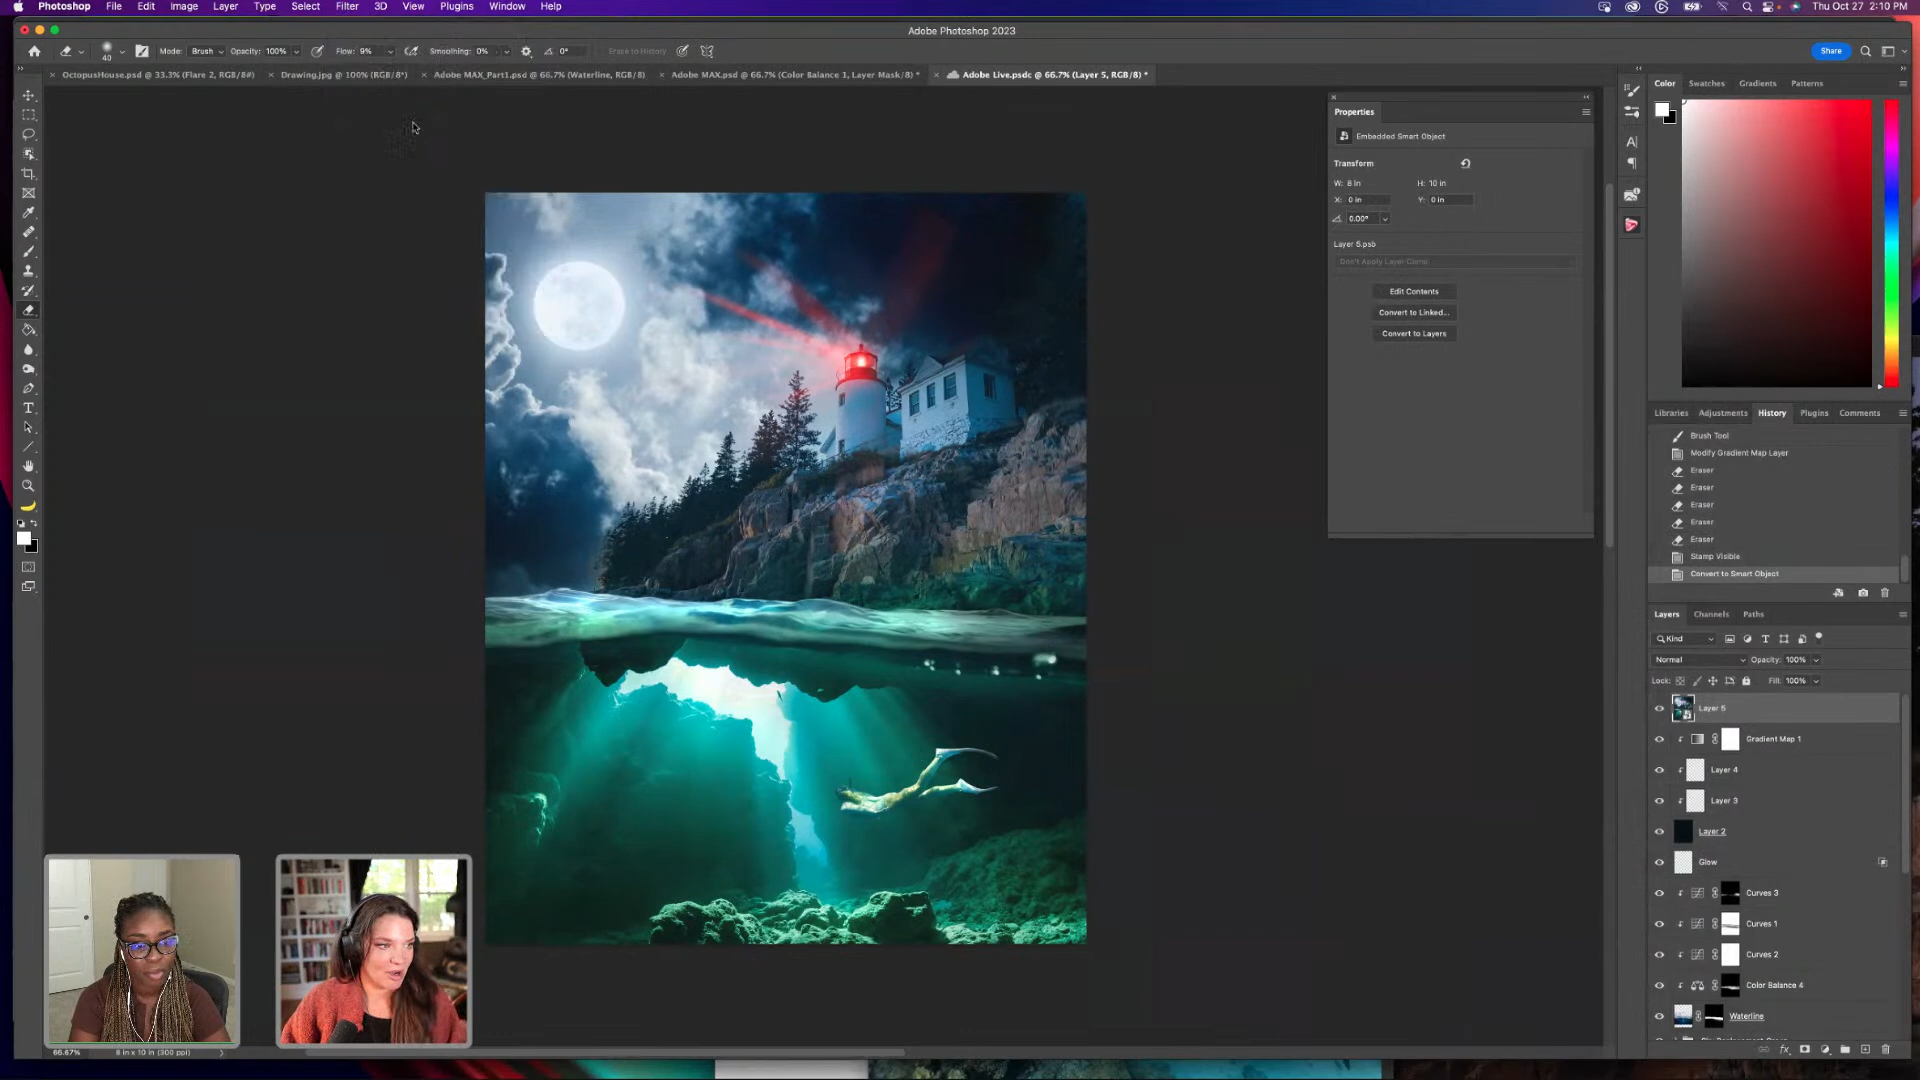 Photoshop File Edit Image Layer Type Select Filter 3D View Plugins Window Help
Thu Oct 27 2:10 PM
Adobe Photoshop 2023
40 Mode: Brush Opacity: 100% Flow: 9% Smoothing: 0% 0° Erase to History
Share
OctopusHouse.psd @ 33.3% (Flare 2, RGB/8#)
Drawing.jpg @ 100% (RGB/8*)
Adobe MAX_Part1.psd @ 66.7% (Waterline, RGB/8)
Adobe MAX.psd @ 66.7% (Color Balance 1, Layer Mask/8) *
Adobe Live.psdc @ 66.7% (Layer 5, RGB/8) *
Properties
Embedded Smart Object
Transform
W: 8 in H: 10 in
X: 0 in Y: 0 in
0.00°
Layer 5.psb
Don't Apply Layer Comp
Edit Contents
Convert to Linked...
Convert to Layers
Color Swatches Gradients Patterns
Libraries Adjustments History Plugins Comments
Brush Tool
Modify Gradient Map Layer
Eraser
Eraser
Eraser
Eraser
Eraser
Stamp Visible
Convert to Smart Object
Layers Channels Paths
Kind
Normal Opacity: 100%
Lock: Fill: 100%
Layer 5
Gradient Map 1
Layer 4
Layer 3
Layer 2
Glow
Curves 3
Curves 1
Curves 2
Color Balance 4
Waterline
66.67% 8 in x 10 in (300 ppi)